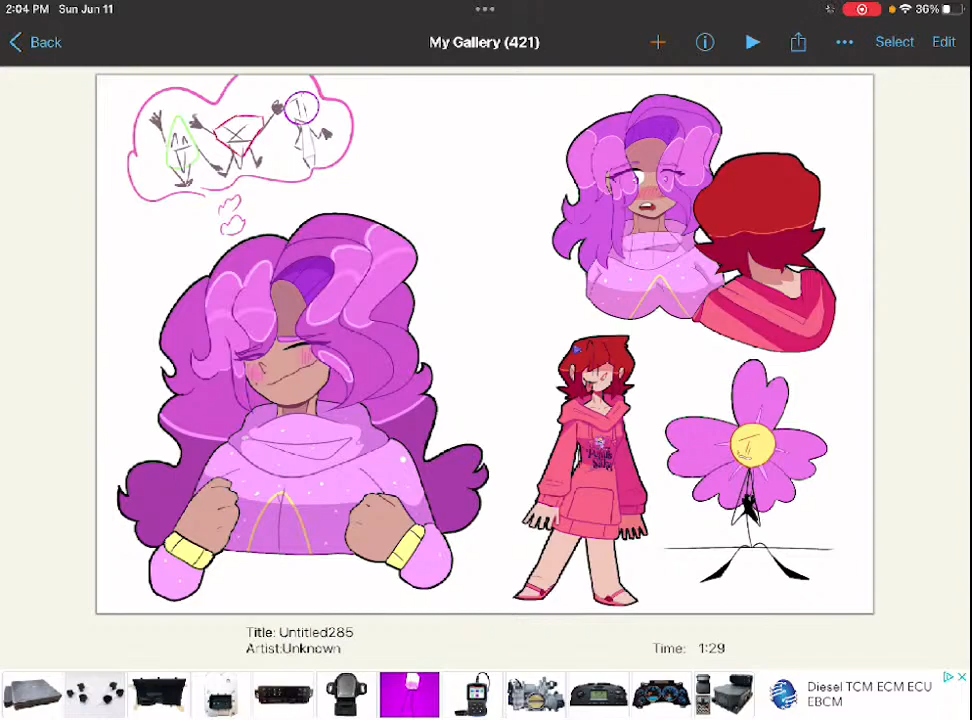 2:04 PM Sun Jun 11
36%
Back
My Gallery (421)
Select
Edit
Title: Untitled285
Artist:Unknown
Time: 1:29
Diesel TCM ECM ECU
EBCM